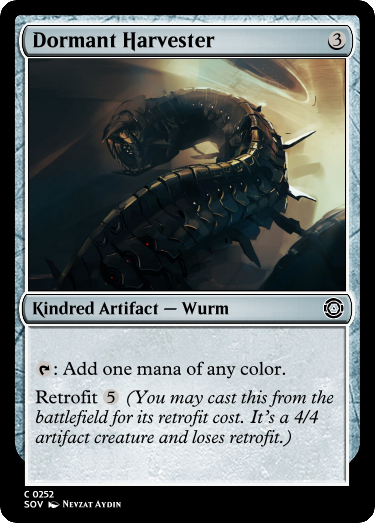 Dormant Harvester 3
Kindred Artifact — Wurm
: Add one mana of any color.
Retrofit 5 (You may cast this from the
battlefield for its retrofit cost. It's a 4/4
artifact creature and loses retrofit.)
C 0252
SOV Nevzat Aydin